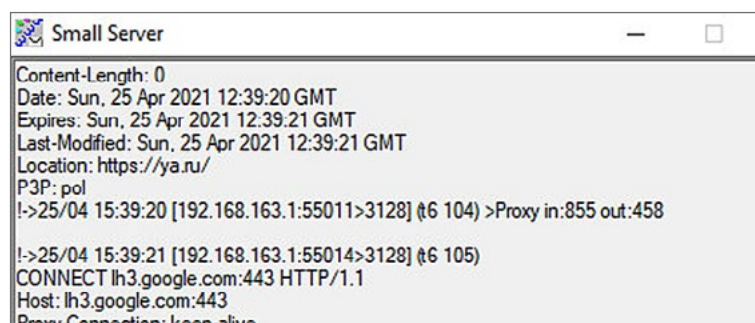 Small Server
Content-Length: 0
Date: Sun, 25 Apr 2021 12:39:20 GMT
Expires: Sun, 25 Apr 2021 12:39:21 GMT
Last-Modified: Sun, 25 Apr 2021 12:39:21 GMT
Location: https://ya.ru/
P3P: pol
!->25/04 15:39:20 [192.168.163.1:55011>3128] (t6 104) >Proxy in:855 out:458
!->25/04 15:39:21 [192.168.163.1:55014>3128] (t6 105)
CONNECT lh3.google.com:443 HTTP/1.1
Host: lh3.google.com:443
Proxy-Connection: keep-alive